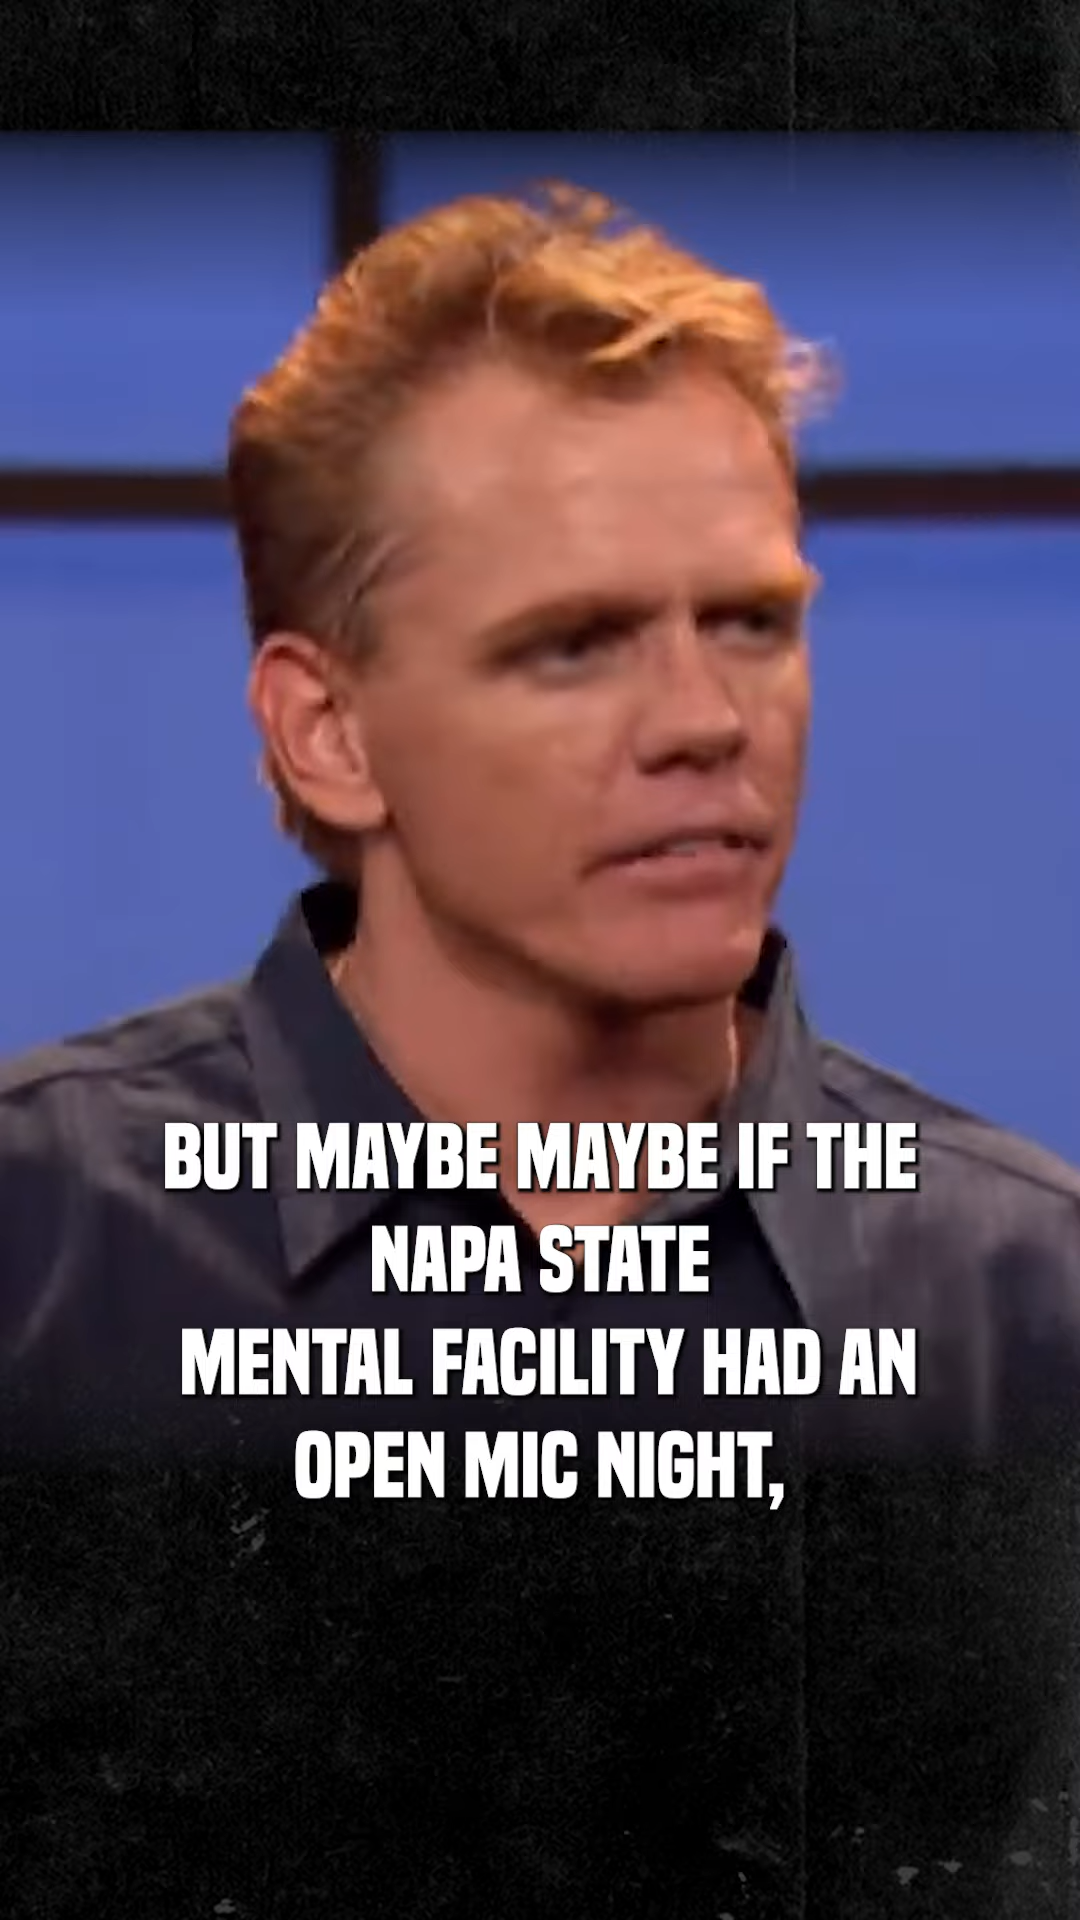 BUT MAYBE MAYBE IF THE
NAPA STATE
MENTAL FACILITY HAD AN
OPEN MIC NIGHT,